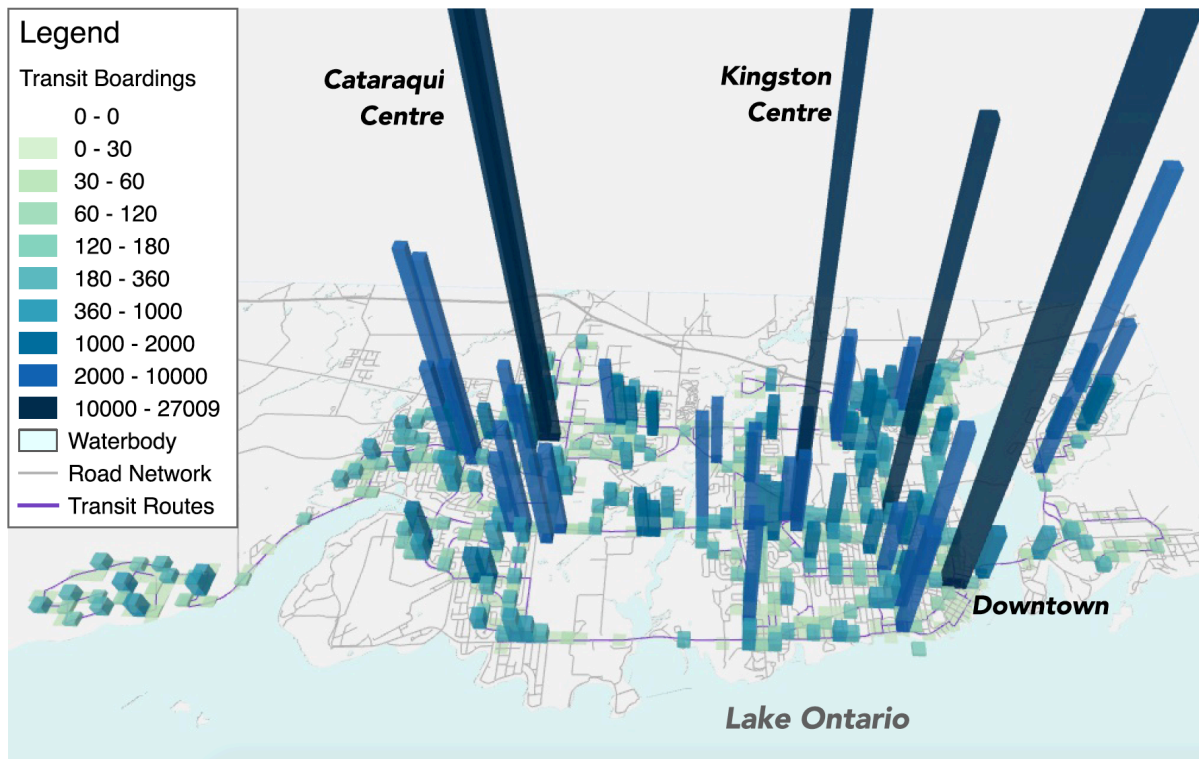 Legend
Transit Boardings
0 - 0
0 - 30
30 - 60
60 - 120
120 - 180
180 - 360
360 - 1000
1000 - 2000
2000 - 10000
10000 - 27009
Waterbody
Road Network
Transit Routes
Cataraqui
Centre
Kingston
Centre
Downtown
Lake Ontario